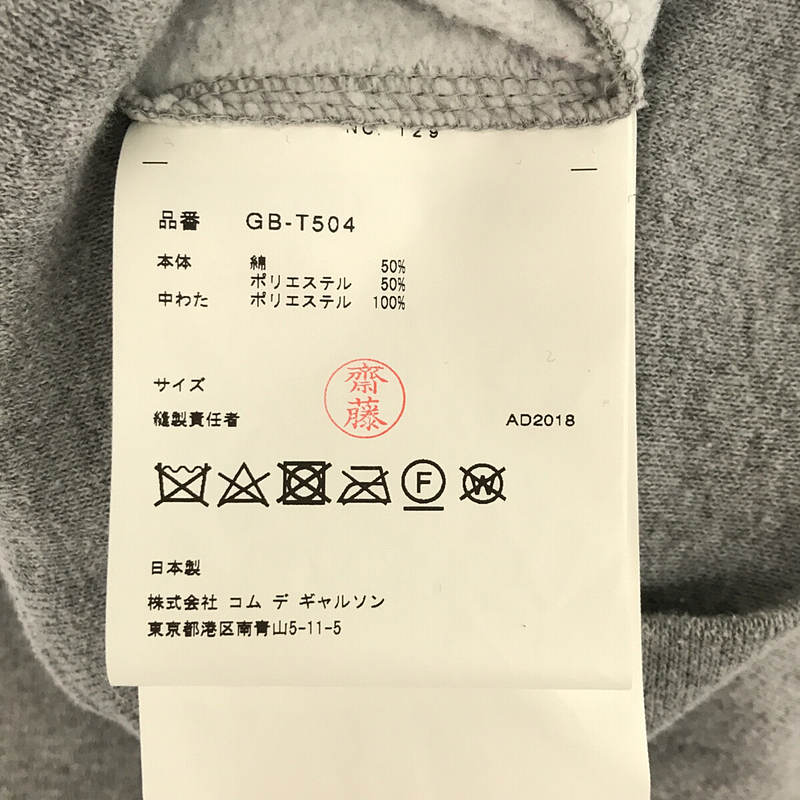 NO. 129
品番 GB-T504
本体 綿 50%
ポリエステル 50%
中わた ポリエステル 100%
サイズ
齋藤
縫製責任者 AD2018
F W
日本製
株式会社 コム デ ギャルソン
東京都港区南青山5-11-5